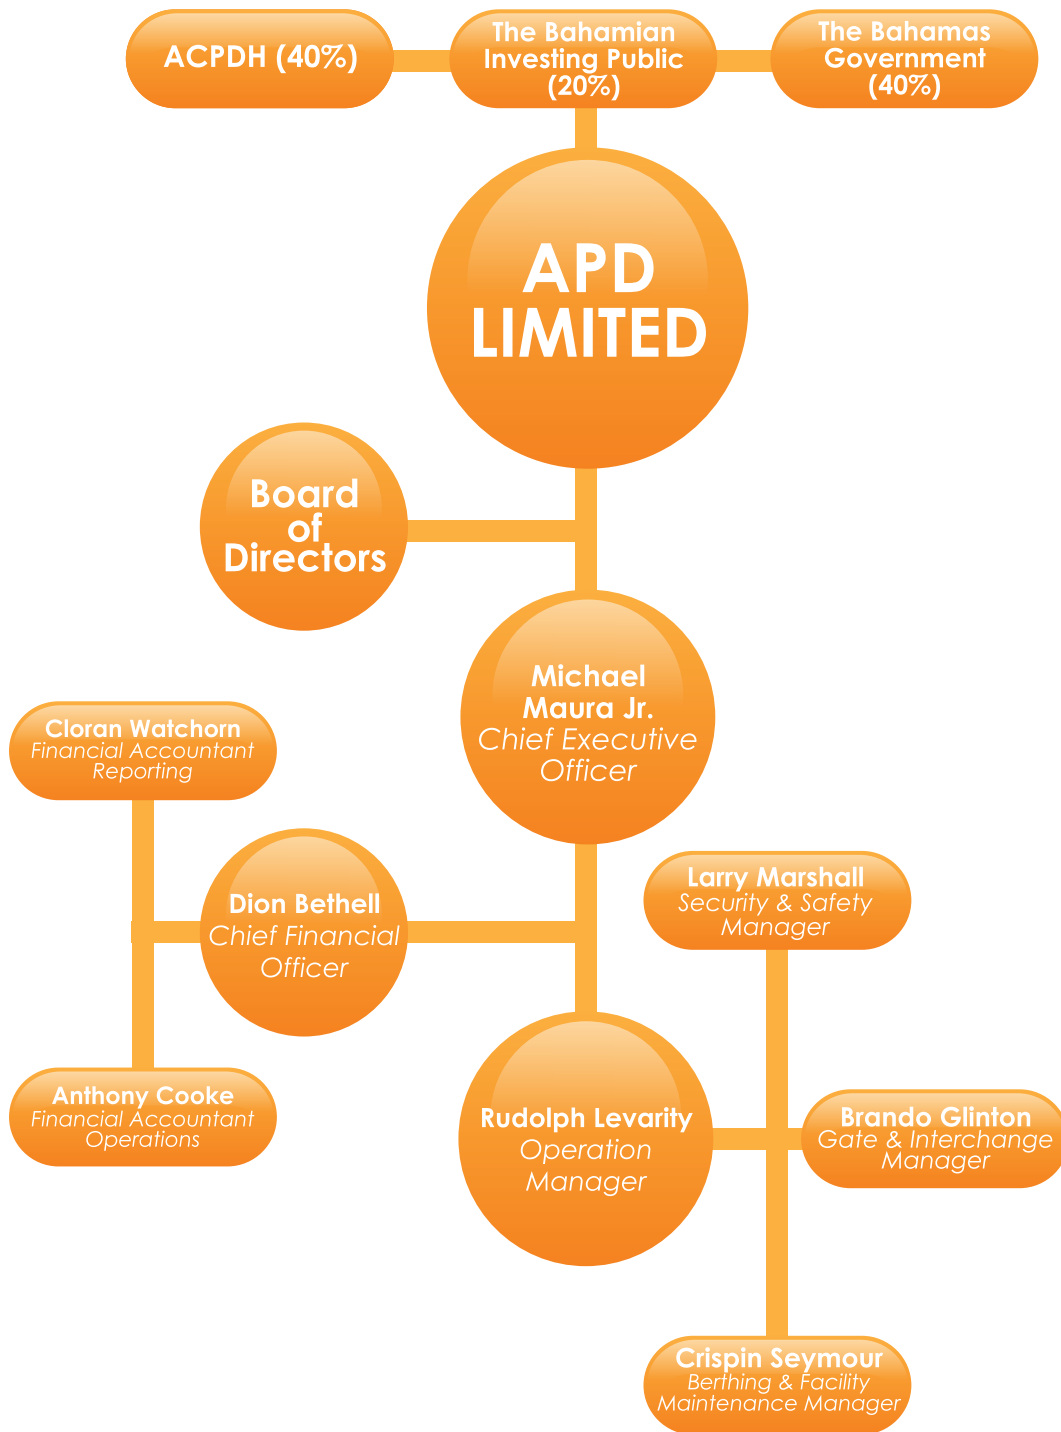 ACPDH (40%)
The Bahamian
Investing Public
(20%)
The Bahamas
Government
(40%)
APD
LIMITED
Board
of
Directors
Michael
Maura Jr.
Chief Executive
Officer
Cloran Watchorn
Financial Accountant
Reporting
Dion Bethell
Chief Financial
Officer
Larry Marshall
Security & Safety
Manager
Anthony Cooke
Financial Accountant
Operations
Rudolph Levarity
Operation
Manager
Brando Glinton
Gate & Interchange
Manager
Crispin Seymour
Berthing & Facility
Maintenance Manager